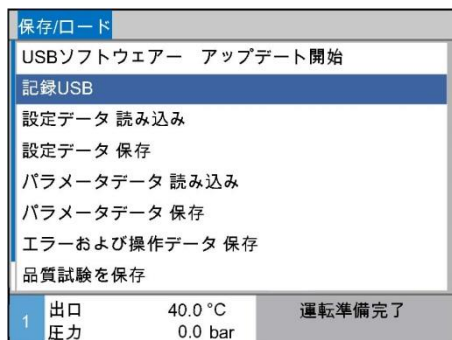 保存/ロード
USBソフトウェアー　アップデート開始
記録USB
設定データ 読み込み
設定データ 保存
パラメータデータ 読み込み
パラメータデータ 保存
エラーおよび操作データ 保存
品質試験を保存
1 出口 40.0 °C 運転準備完了
圧力 0.0 bar